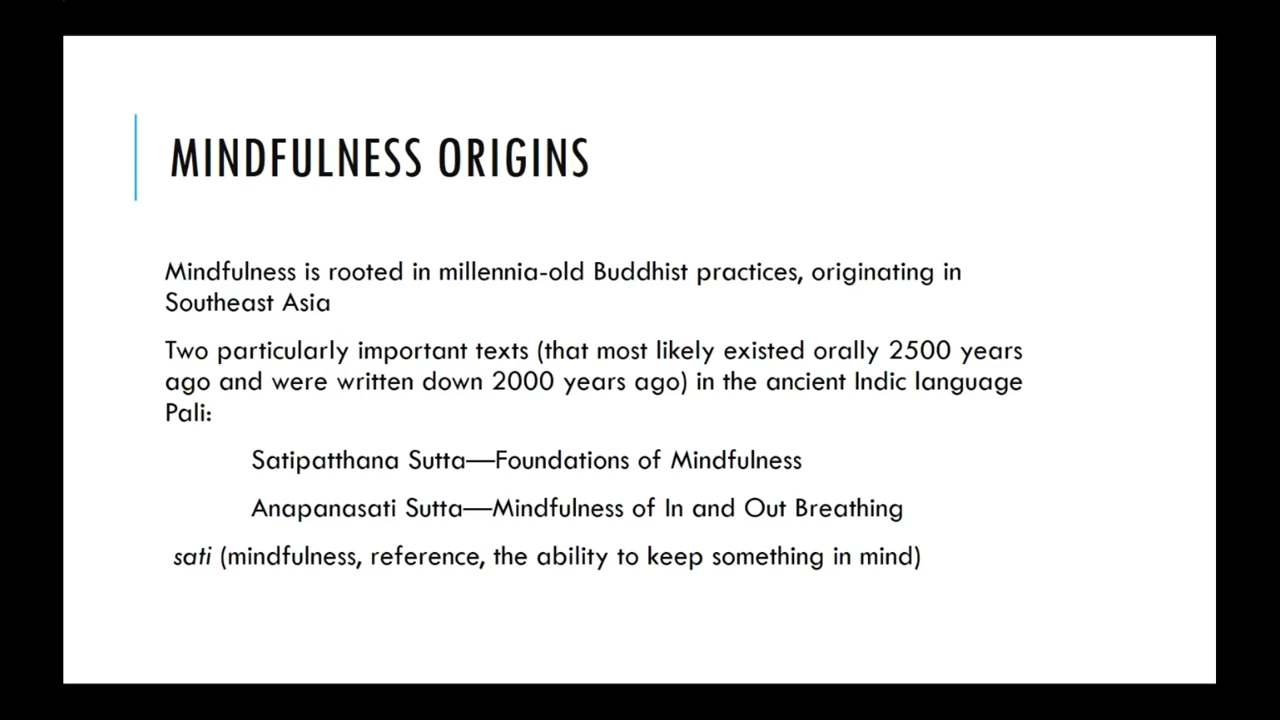 MINDFULNESS ORIGINS
Mindfulness is rooted in millennia-old Buddhist practices, originating in
Southeast Asia
Two particularly important texts (that most likely existed orally 2500 years
ago and were written down 2000 years ago) in the ancient Indic language
Pali:
Satipatthana Sutta—Foundations of Mindfulness
Anapanasati Sutta—Mindfulness of In and Out Breathing
sati (mindfulness, reference, the ability to keep something in mind)